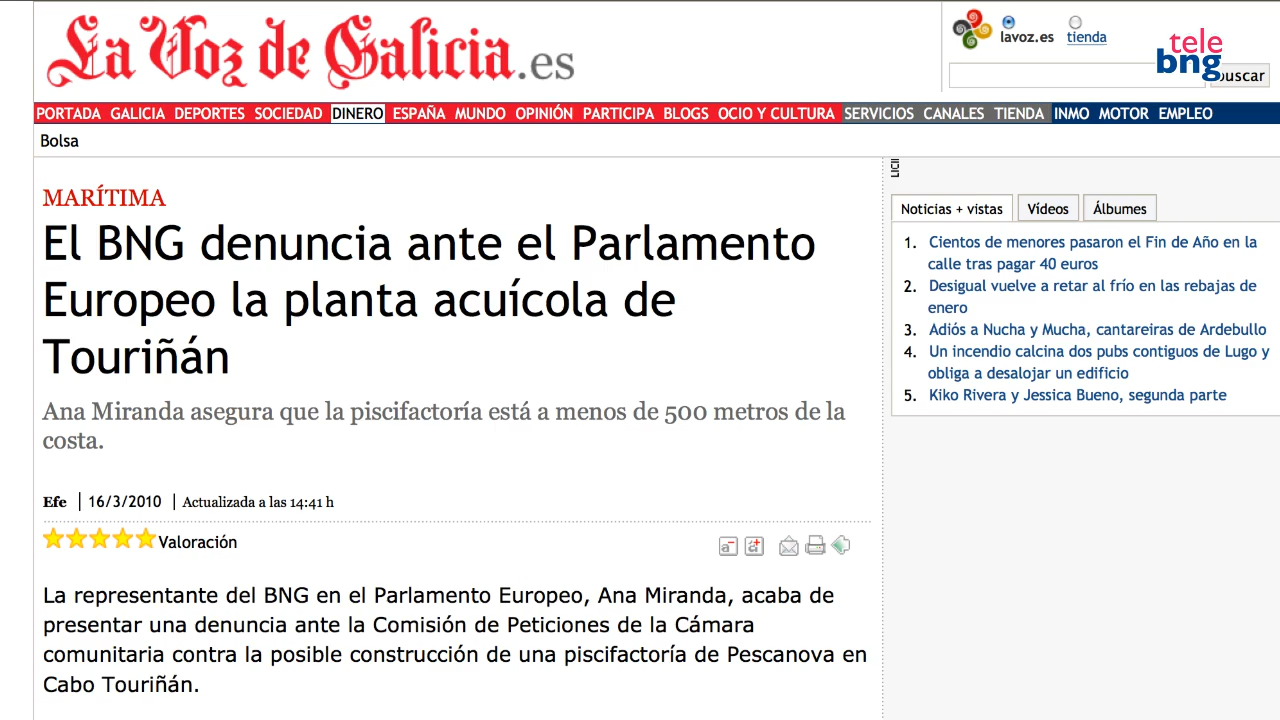 La Voz de Galicia.es
lavoz.es
tienda
tele
bng
buscar
PORTADA GALICIA DEPORTES SOCIEDAD DINERO ESPAÑA MUNDO OPINIÓN PARTICIPA BLOGS OCIO Y CULTURA SERVICIOS CANALES TIENDA INMO MOTOR EMPLEO
Bolsa
MARÍTIMA
El BNG denuncia ante el Parlamento
Europeo la planta acuícola de
Touriñán
Ana Miranda asegura que la piscifactoría está a menos de 500 metros de la
costa.
Efe | 16/3/2010 | Actualizada a las 14:41 h
Valoración
La representante del BNG en el Parlamento Europeo, Ana Miranda, acaba de
presentar una denuncia ante la Comisión de Peticiones de la Cámara
comunitaria contra la posible construcción de una piscifactoría de Pescanova en
Cabo Touriñán.
Noticias + vistas Vídeos Álbumes
1. Cientos de menores pasaron el Fin de Año en la
calle tras pagar 40 euros
2. Desigual vuelve a retar al frío en las rebajas de
enero
3. Adiós a Nucha y Mucha, cantareiras de Ardebullo
4. Un incendio calcina dos pubs contiguos de Lugo y
obliga a desalojar un edificio
5. Kiko Rivera y Jessica Bueno, segunda parte